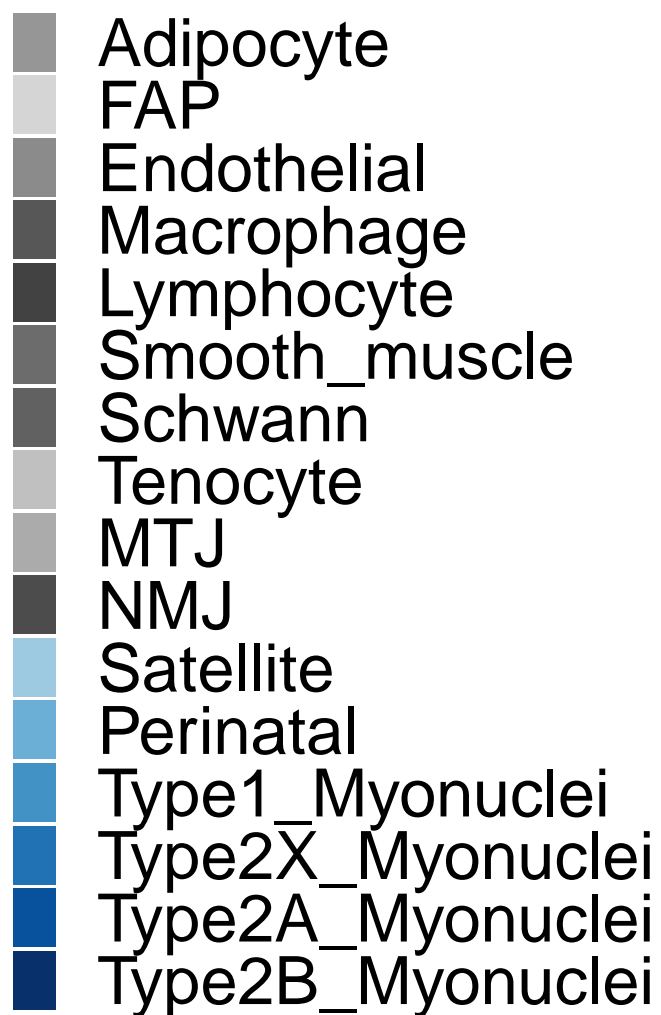 Adipocyte
FAP
Endothelial
Macrophage
Lymphocyte
Smooth_muscle
Schwann
Tenocyte
MTJ
NMJ
Satellite
Perinatal
Type1_Myonuclei
Type2X_Myonuclei
Type2A_Myonuclei
Type2B_Myonuclei